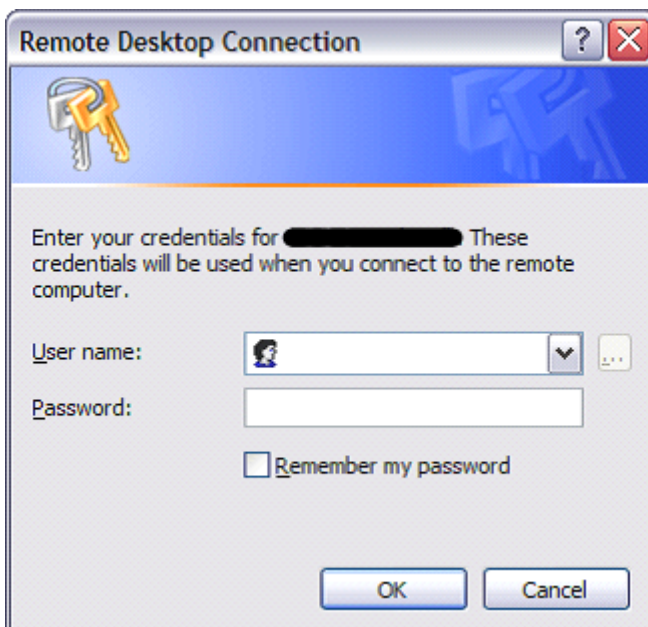 Remote Desktop Connection
?
Enter your credentials for These
credentials will be used when you connect to the remote
computer.
User name:
...
Password:
Remember my password
OK Cancel